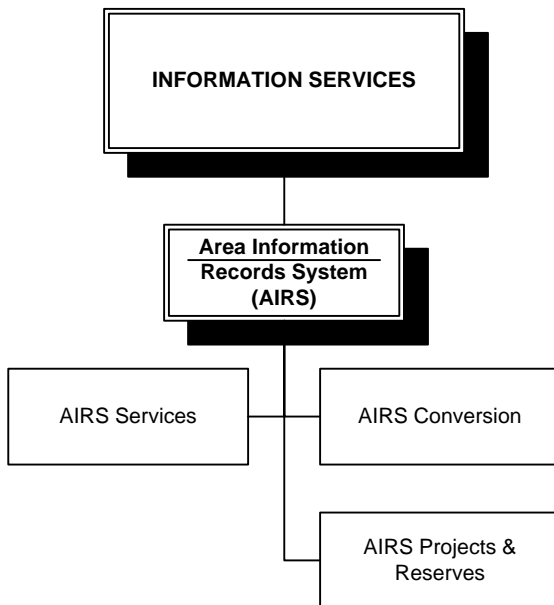 INFORMATION SERVICES
Area Information
Records System
(AIRS)
AIRS Services
AIRS Conversion
AIRS Projects &
Reserves